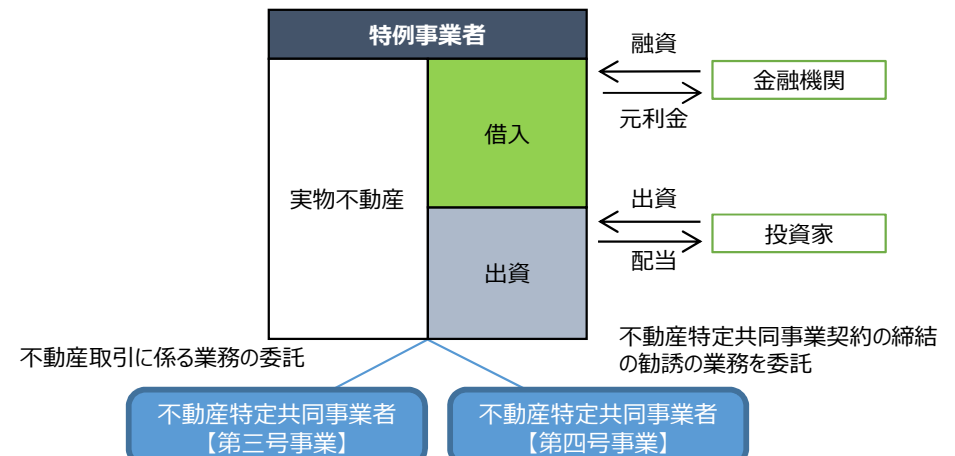 特例事業者
融資
金融機関
元利金
借入
実物不動産
出資
投資家
配当
出資
不動産取引に係る業務の委託
不動産特定共同事業契約の締結
の勧誘の業務を委託
不動産特定共同事業者
【第三号事業】
不動産特定共同事業者
【第四号事業】